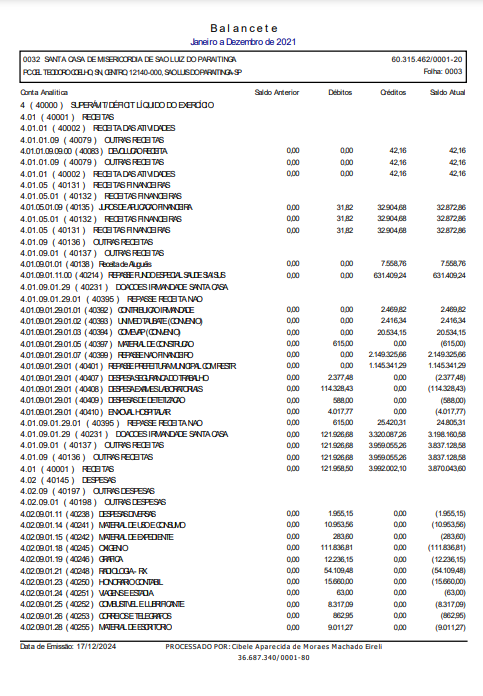 Balancete
Janeiro a Dezembro de 2021
0032 SANTA CASA DE MISERICORDIA DE SAO LUIZ DO PARAITINGA 60.315.462/0001-20
PC CEL TEODORO COELHO, SN, CENTRO, 12140-000, SAO LUIS DO PARAITINGA-SP Folha: 0003
Conta Analitica Saldo Anterior Débitos Créditos Saldo Atual
4 ( 40000 ) SUPERÁVIT/DÉFICIT LÍQUIDO DO EXERCÍCIO
4.01 ( 40001 ) RECEITAS
4.01.01 ( 40002 ) RECEITA DAS ATIVIDADES
4.01.01.09 ( 40079 ) OUTRAS RECEITAS
4.01.01.09.09.00 ( 40083 ) DEVOLUCAO RECEITA 0,00 0,00 42,16 42,16
4.01.01.09 ( 40079 ) OUTRAS RECEITAS 0,00 0,00 42,16 42,16
4.01.01 ( 40002 ) RECEITA DAS ATIVIDADES 0,00 0,00 42,16 42,16
4.01.05 ( 40131 ) RECEITAS FINANCEIRAS
4.01.05.01 ( 40132 ) RECEITAS FINANCEIRAS
4.01.05.01.09 ( 40135 ) JUROS DE APLICACAO FINANCEIRA 0,00 31,82 32.904,68 32.872,86
4.01.05.01 ( 40132 ) RECEITAS FINANCEIRAS 0,00 31,82 32.904,68 32.872,86
4.01.05 ( 40131 ) RECEITAS FINANCEIRAS 0,00 31,82 32.904,68 32.872,86
4.01.09 ( 40136 ) OUTRAS RECEITAS
4.01.09.01 ( 40137 ) OUTRAS RECEITAS
4.01.09.01.01 ( 40138 ) Receita de Aluguéis 0,00 0,00 7.558,76 7.558,76
4.01.09.01.11.00 ( 40214 ) REPASSE FUNDO ESPECIAL SAUDE SIA/SUS 0,00 0,00 631.409,24 631.409,24
4.01.09.01.29 ( 40231 ) DOACOES IRMANDADE SANTA CASA
4.01.09.01.29.01 ( 40395 ) REPASSE RECEITA NAO
4.01.09.01.29.01.01 ( 40392 ) CONTRIBUICAO IRMANDADE 0,00 0,00 2.469,82 2.469,82
4.01.09.01.29.01.02 ( 40393 ) UNIMED TAUBATE (CONVENIO) 0,00 0,00 2.416,34 2.416,34
4.01.09.01.29.01.03 ( 40394 ) COMEVAP (CONVENIO) 0,00 0,00 20.534,15 20.534,15
4.01.09.01.29.01.05 ( 40397 ) MATERIAL DE CONSTRUCAO 0,00 615,00 0,00 (615,00)
4.01.09.01.29.01.07 ( 40399 ) REPASSE NAO FINANCEIRO 0,00 0,00 2.149.325,66 2.149.325,66
4.01.09.01.29.01 ( 40401 ) REPASSE PREFEITURA MUNICIPAL COM RESTR 0,00 0,00 1.145.341,29 1.145.341,29
4.01.09.01.29.01 ( 40407 ) DESPESA SEGURANCA DO TRABALHO 0,00 2.377,48 0,00 (2.377,48)
4.01.09.01.29.01 ( 40408 ) DESPESA EXAMES LABORATORIAIS 0,00 114.328,43 0,00 (114.328,43)
4.01.09.01.29.01 ( 40409 ) DESPESAS DE DETETIZACAO 0,00 588,00 0,00 (588,00)
4.01.09.01.29.01 ( 40410 ) ENXOVAL HOSPITALAR 0,00 4.017,77 0,00 (4.017,77)
4.01.09.01.29.01 ( 40395 ) REPASSE RECEITA NAO 0,00 615,00 25.420,31 24.805,31
4.01.09.01.29 ( 40231 ) DOACOES IRMANDADE SANTA CASA 0,00 121.926,68 3.320.087,26 3.198.160,58
4.01.09.01 ( 40137 ) OUTRAS RECEITAS 0,00 121.926,68 3.959.055,26 3.837.128,58
4.01.09 ( 40136 ) OUTRAS RECEITAS 0,00 121.926,68 3.959.055,26 3.837.128,58
4.01 ( 40001 ) RECEITAS 0,00 121.958,50 3.992.002,10 3.870.043,60
4.02 ( 40145 ) DESPESAS
4.02.09 ( 40197 ) OUTRAS DESPESAS
4.02.09.01 ( 40198 ) OUTRAS DESPESAS
4.02.09.01.11 ( 40238 ) DESPESAS DIVERSAS 0,00 1.955,15 0,00 (1.955,15)
4.02.09.01.14 ( 40241 ) MATERIAL DE USO E CONSUMO 0,00 10.953,56 0,00 (10.953,56)
4.02.09.01.15 ( 40242 ) MATERIAL DE EXPEDIENTE 0,00 283,60 0,00 (283,60)
4.02.09.01.18 ( 40245 ) OXIGENIO 0,00 111.836,81 0,00 (111.836,81)
4.02.09.01.19 ( 40246 ) GRAFICA 0,00 12.236,15 0,00 (12.236,15)
4.02.09.01.21 ( 40248 ) RADIOLOGIA - RX 0,00 54.109,48 0,00 (54.109,48)
4.02.09.01.23 ( 40250 ) HONORARIO CONTABIL 0,00 15.660,00 0,00 (15.660,00)
4.02.09.01.24 ( 40251 ) VIAGENS E ESTADIA 0,00 63,00 0,00 (63,00)
4.02.09.01.25 ( 40252 ) COMBUSTIVEL E LUBRIFICANTE 0,00 8.317,09 0,00 (8.317,09)
4.02.09.01.26 ( 40253 ) CORREIOS E TELEGRAFOS 0,00 862,95 0,00 (862,95)
4.02.09.01.28 ( 40255 ) MATERIAL DE ESCRITORIO 0,00 9.011,27 0,00 (9.011,27)
Data de Emissão: 17/12/2024 PROCESSADO POR: Cibele Aparecida de Moraes Machado Eireli
36.687.340/0001-80